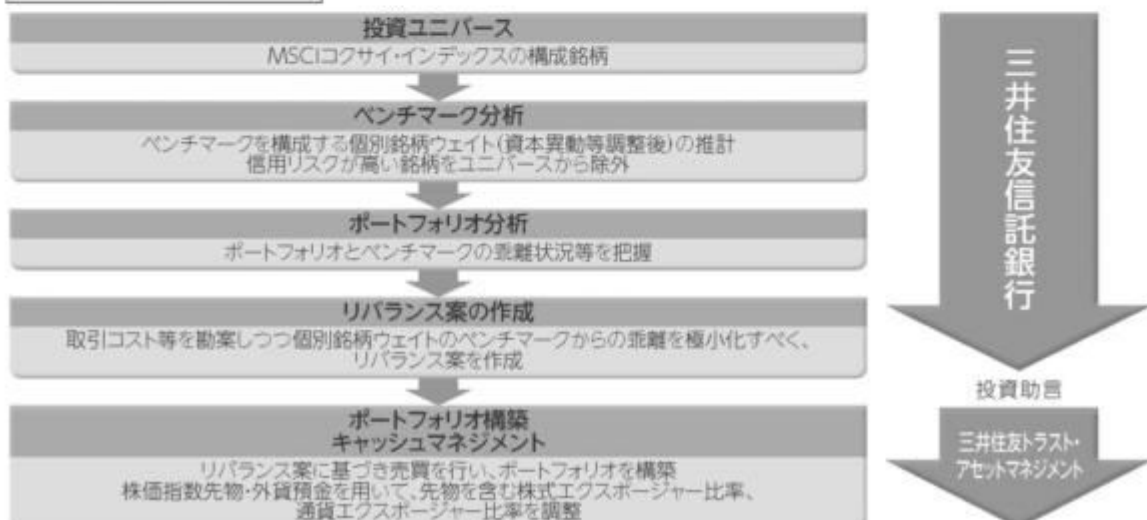 投資ユニバース
MSCIコクサイ・インデックスの構成銘柄
ベンチマーク分析
ベンチマークを構成する個別銘柄ウェイト(資本異動等調整後)の推計
信用リスクが高い銘柄をユニバースから除外
ポートフォリオ分析
ポートフォリオとベンチマークの乖離状況等を把握
リバランス案の作成
取引コスト等を勘案しつつ個別銘柄ウェイトのベンチマークからの乖離を極小化すべく、
リバランス案を作成
ポートフォリオ構築
キャッシュマネジメント
リバランス案に基づき売買を行い、ポートフォリオを構築
株価指数先物・外貨預金を用いて、先物を含む株式エクスポージャー比率、
通貨エクスポージャー比率を調整
三井住友信託銀行
投資助言
三井住友トラスト・
アセットマネジメント